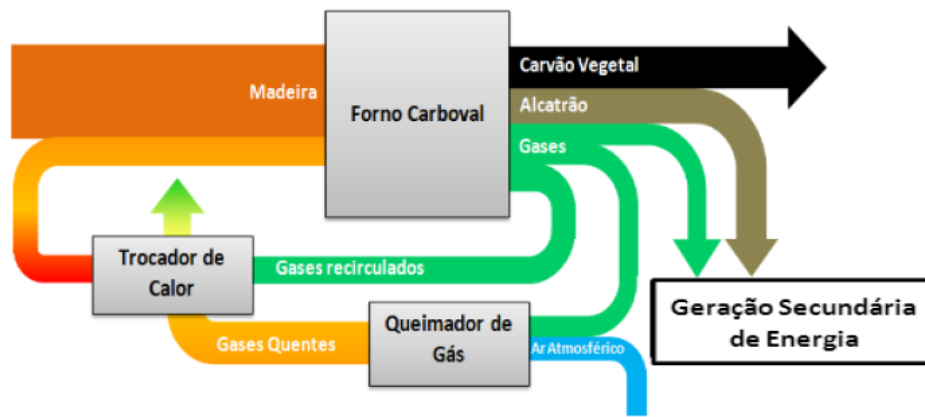 Madeira
Forno Carboval
Carvão Vegetal
Alcatrão
Gases
Trocador de
Calor
Gases recirculados
Gases Quentes
Queimador de
Gás
Ar Atmosférico
Geração Secundária
de Energia